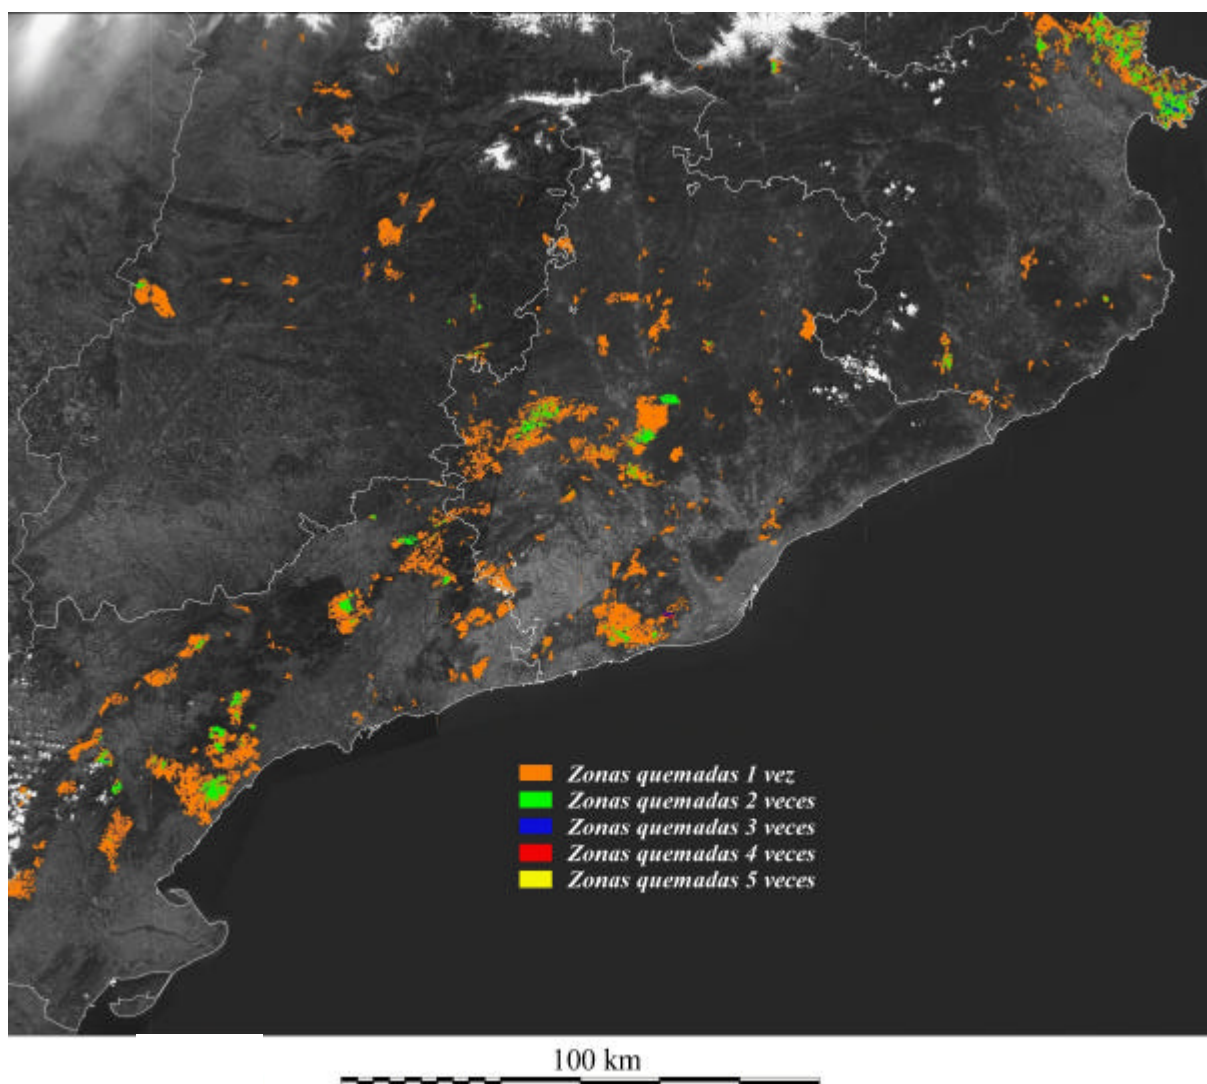 Zonas quemadas 1 vez
Zonas quemadas 2 veces
Zonas quemadas 3 veces
Zonas quemadas 4 veces
Zonas quemadas 5 veces
100 km